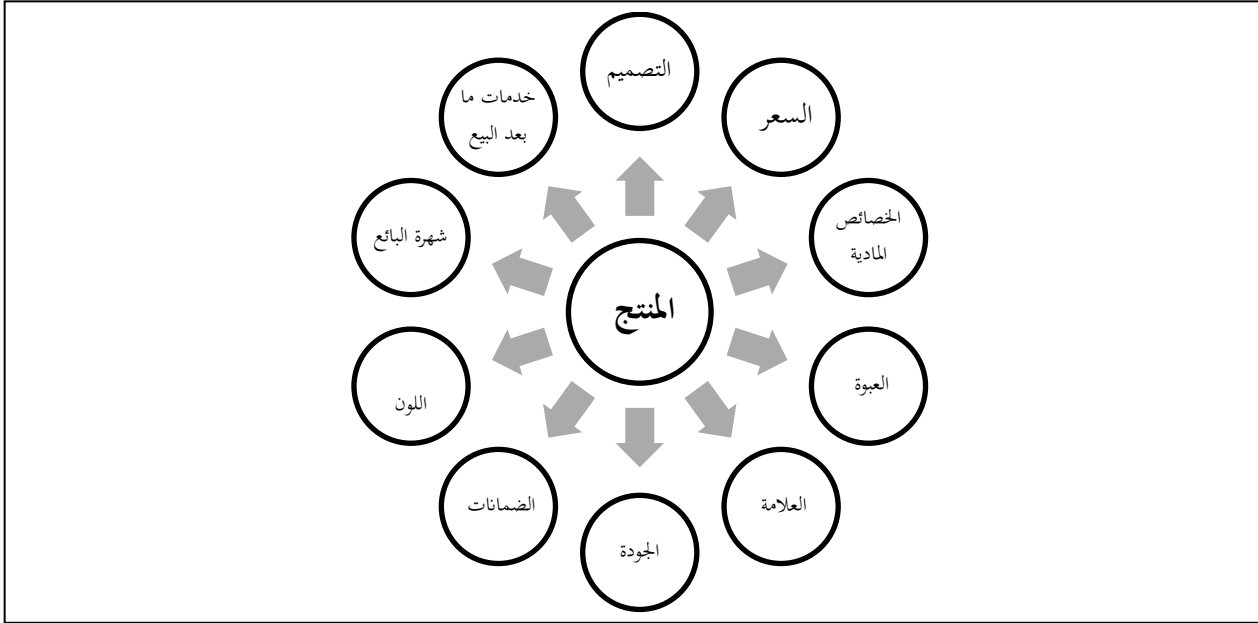 التصميم
السعر
خدمات ما
بعد البيع
الخصائص
المادية
شهرة البائع
المنتج
العبوة
اللون
العلامة
الضمانات
الجودة